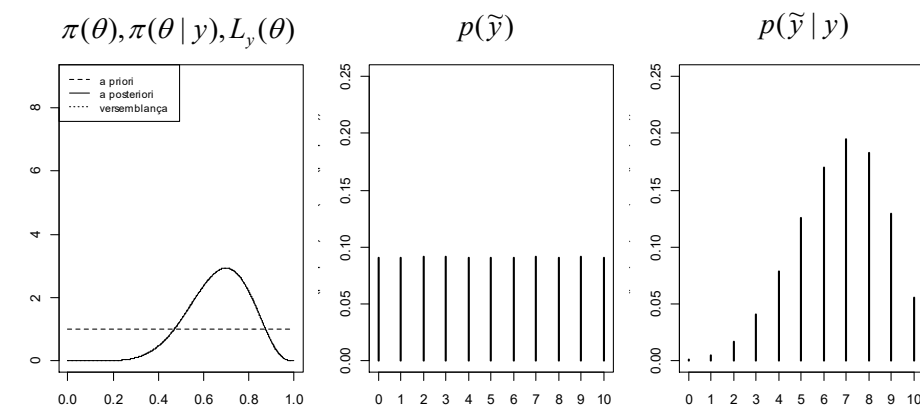 π(θ), π(θ | y), L_y(θ)
p(ỹ)
p(ỹ | y)
a priori
a posteriori
versemblança
8
6
4
2
0
0.0 0.2 0.4 0.6 0.8 1.0
0.25
0.20
0.15
0.10
0.05
0.00
0 1 2 3 4 5 6 7 8 9 10
0.25
0.20
0.15
0.10
0.05
0.00
0 1 2 3 4 5 6 7 8 9 10